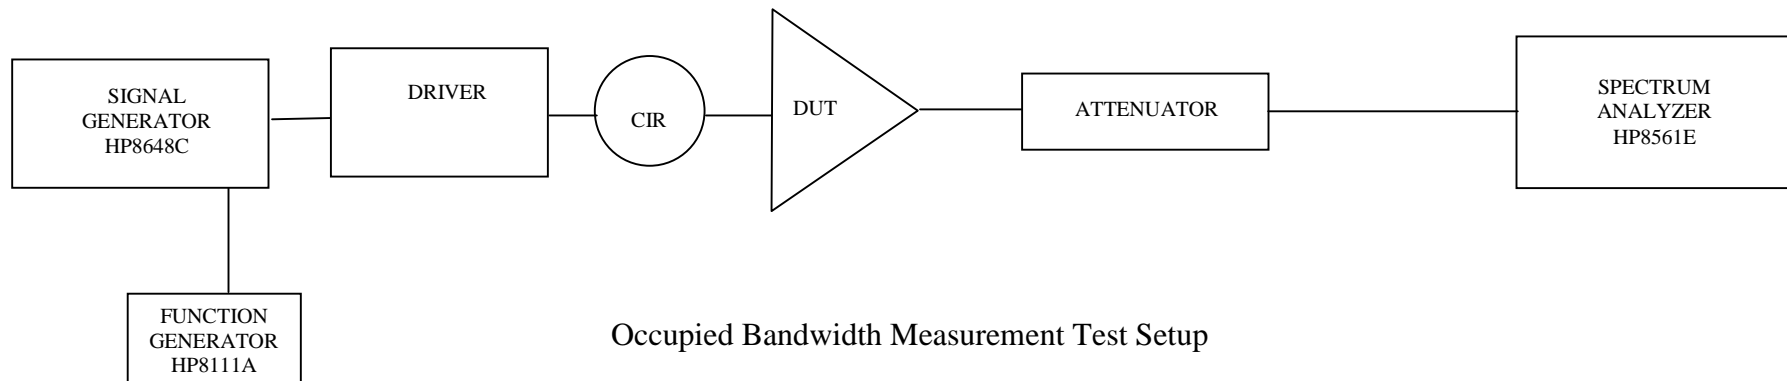 SIGNAL
GENERATOR
HP8648C
DRIVER
CIR
DUT
ATTENUATOR
SPECTRUM
ANALYZER
HP8561E
FUNCTION
GENERATOR
HP8111A
Occupied Bandwidth Measurement Test Setup